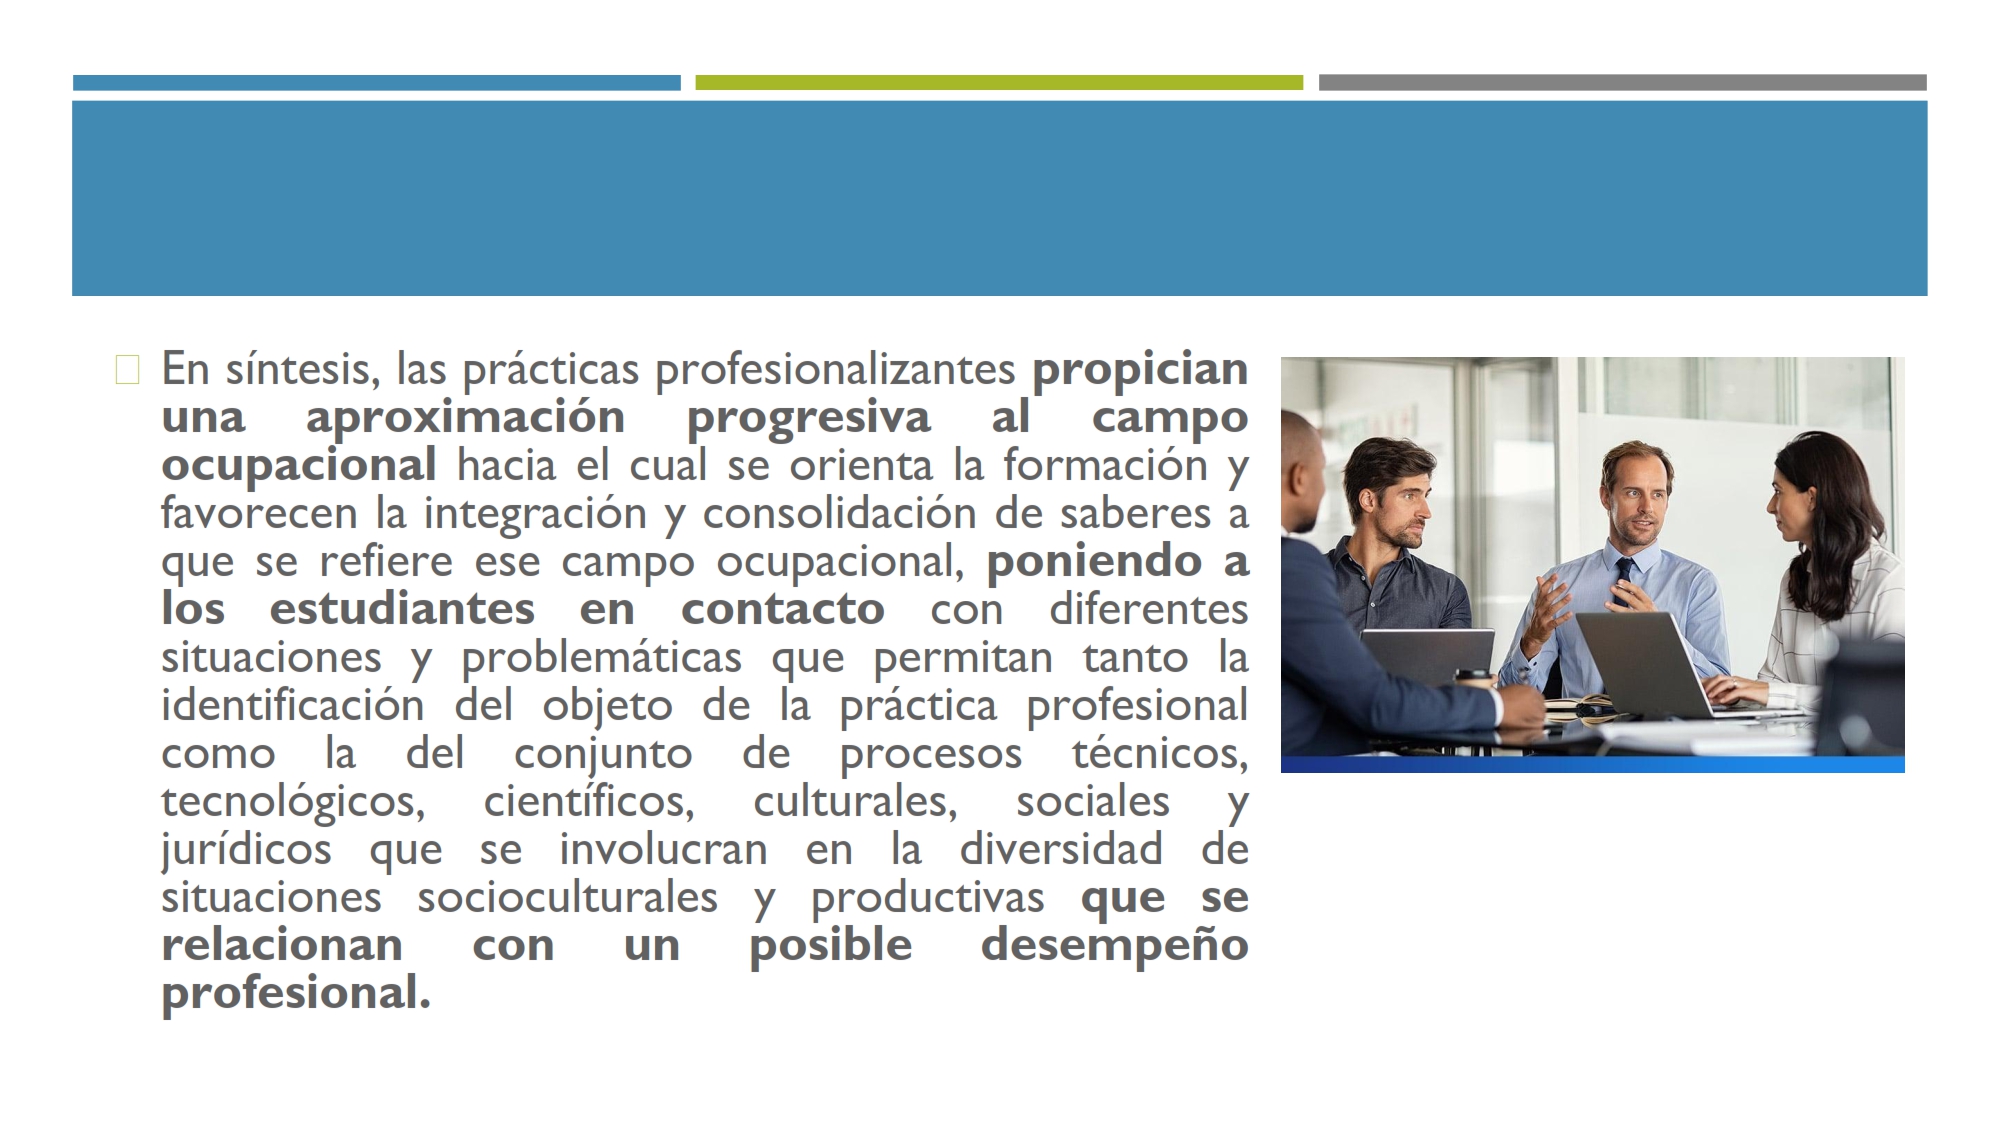 En síntesis, las prácticas profesionalizantes propician
una aproximación progresiva al campo
ocupacional hacia el cual se orienta la formación y
favorecen la integración y consolidación de saberes a
que se refiere ese campo ocupacional, poniendo a
los estudiantes en contacto con diferentes
situaciones y problemáticas que permitan tanto la
identificación del objeto de la práctica profesional
como la del conjunto de procesos técnicos,
tecnológicos, científicos, culturales, sociales y
jurídicos que se involucran en la diversidad de
situaciones socioculturales y productivas que se
relacionan con un posible desempeño
profesional.